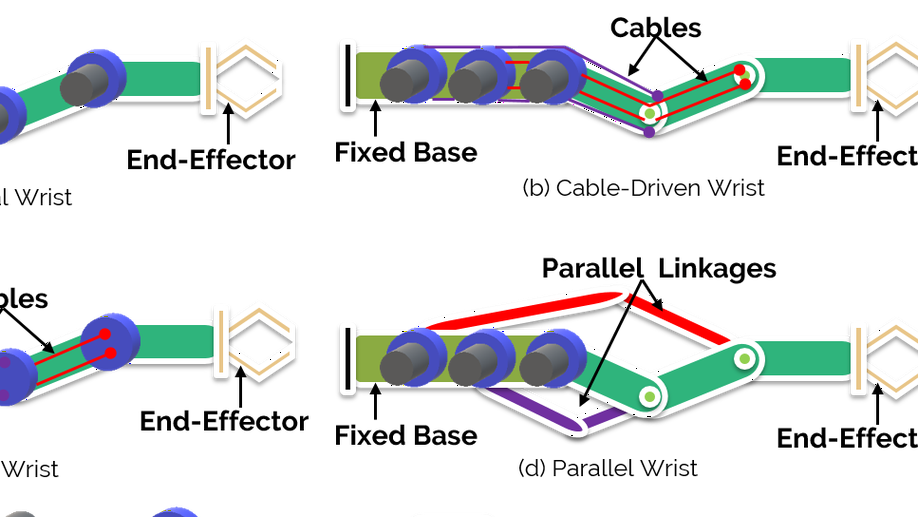 Cables
End-Effector
Fixed Base
End-Effect
l Wrist
(b) Cable-Driven Wrist
Parallel Linkages
bles
End-Effector
Fixed Base
End-Effect
Wrist
(d) Parallel Wrist